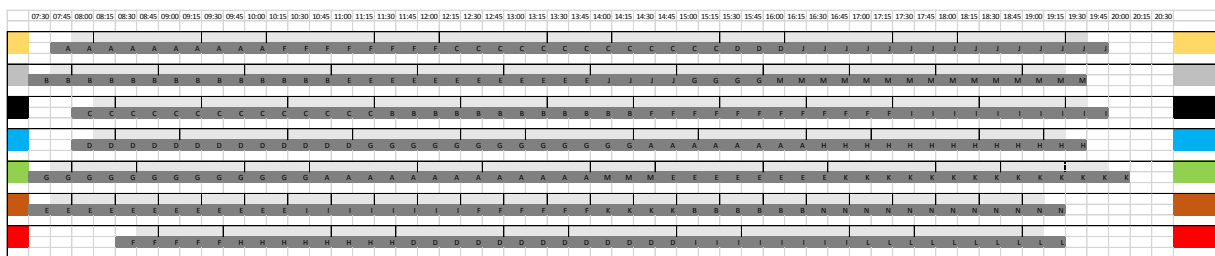 07:30 07:45 08:00 08:15 08:30 08:45 09:00 09:15 09:30 09:45 10:00 10:15 10:30 10:45 11:00 11:15 11:30 11:45 12:00 12:15 12:30 12:45 13:00 13:15 13:30 13:45 14:00 14:15 14:30 14:45 15:00 15:15 15:30 15:45 16:00 16:15 16:30 16:45 17:00 17:15 17:30 17:45 18:00 18:15 18:30 18:45 19:00 19:15 19:30 19:45 20:00 20:15 20:30
A A A A A A A A A A F F F F F F F F C C C C C C C C C C C C C D D D J J J J J J J J J J J J J J J
B B B B B B B B B B B B B B E E E E E E E E E E E E J J J J G G G G M M M M M M M M M M M M M M M
C C C C C C C C C C C C C C B B B B B B B B B B B B F F F F F F F F F F F F I I I I I I I I I I
D D D D D D D D D D D D D G G G G G G G G G G G G G A A A A A A A A H H H H H H H H H H H H H
G G G G G G G G G G G G G A A A A A A A A A A A A A M M M E E E E E E E E K K K K K K K K K K K K K K
E E E E E E E E E E E E I I I I I I I I F F F F F F K K K K B B B B B B N N N N N N N N N N N N
F F F F F H H H H H H H H D D D D D D D D D D D D D I I I I I I I I L L L L L L L L L L